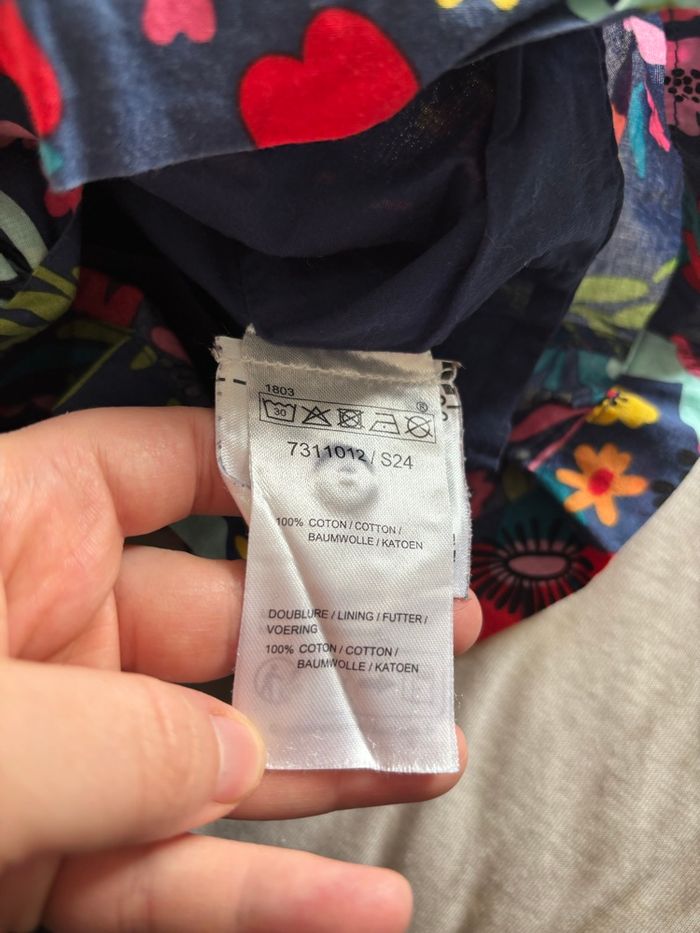 1803
30
®
7311012 / S24
100% COTON / COTTON /
BAUMWOLLE / KATOEN
DOUBLURE / LINING / FUTTER /
VOERING
100% COTON / COTTON /
BAUMWOLLE / KATOEN